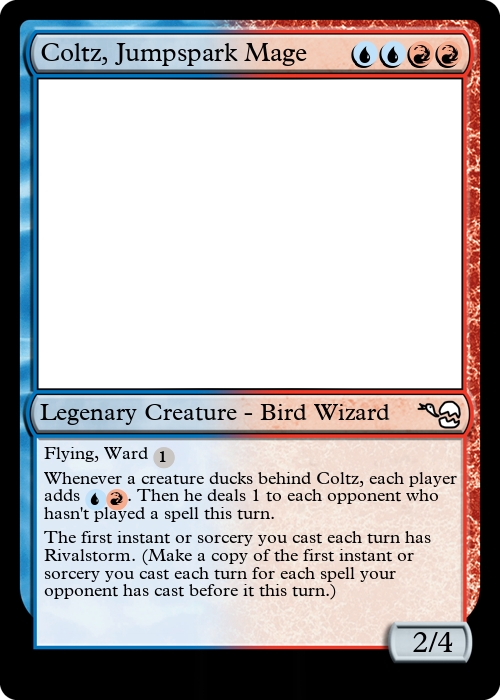 Coltz, Jumpspark Mage
Legenary Creature - Bird Wizard
Flying, Ward 1
Whenever a creature ducks behind Coltz, each player
adds . Then he deals 1 to each opponent who
hasn't played a spell this turn.
The first instant or sorcery you cast each turn has
Rivalstorm. (Make a copy of the first instant or
sorcery you cast each turn for each spell your
opponent has cast before it this turn.)
2/4